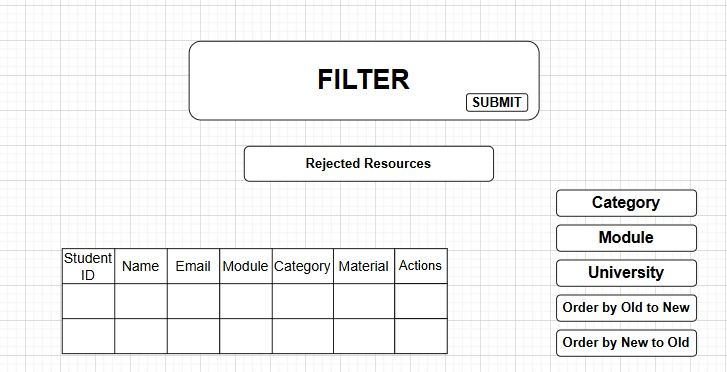 FILTER
SUBMIT
Rejected Resources
Category
Module
University
Order by Old to New
Order by New to Old
Student
ID
Name
Email
Module
Category
Material
Actions